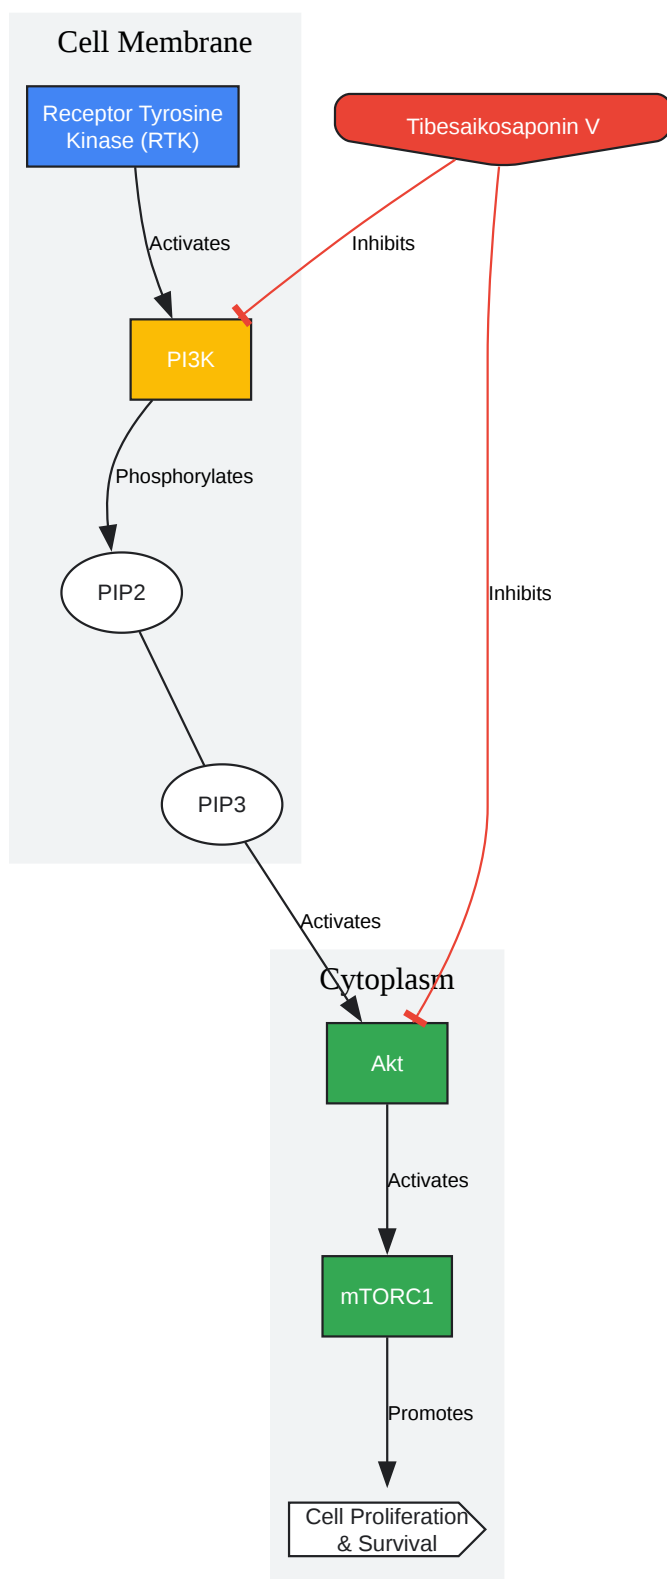 Cell Membrane
Receptor Tyrosine
Kinase (RTK)
Tibesaikosaponin V
Activates
Inhibits
PI3K
Phosphorylates
PIP2
Inhibits
PIP3
Activates
Cytoplasm
Akt
Activates
mTORC1
Promotes
Cell Proliferation
& Survival